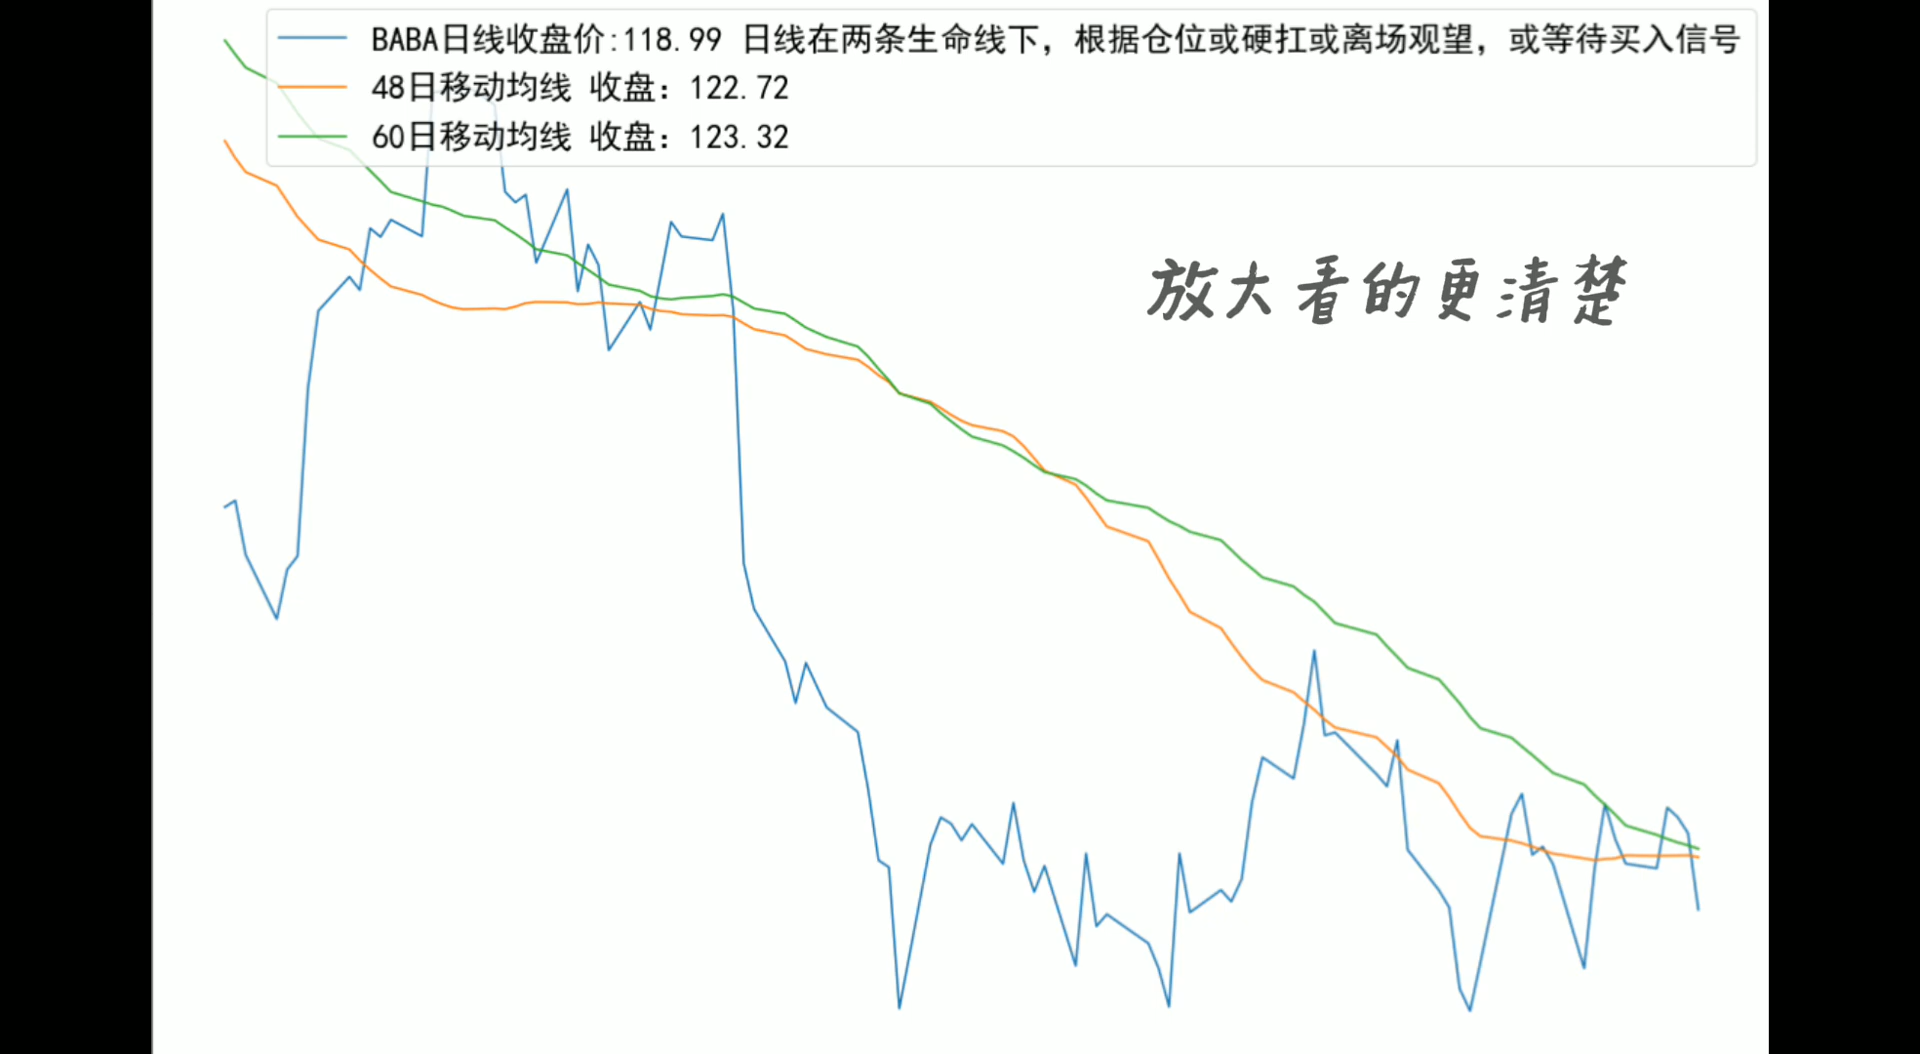 BABA日线收盘价:118.99 日线在两条生命线下，根据仓位或硬扛或离场观望，或等待买入信号
48日移动均线 收盘：122.72
60日移动均线 收盘：123.32
放大看的更清楚